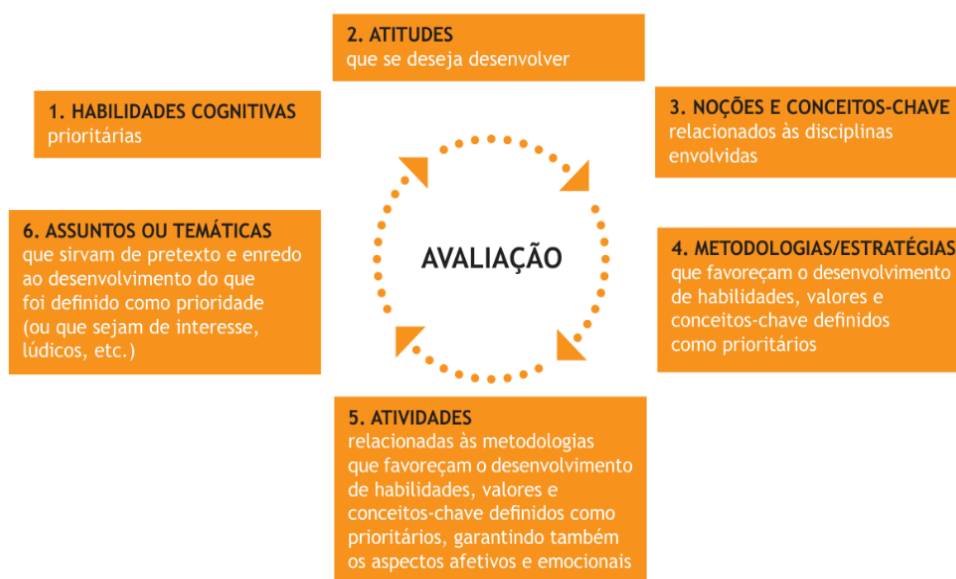 1. HABILIDADES COGNITIVAS
prioritárias
2. ATITUDES
que se deseja desenvolver
3. NOÇÕES E CONCEITOS-CHAVE
relacionados às disciplinas
envolvidas
4. METODOLOGIAS/ESTRATÉGIAS
que favoreçam o desenvolvimento
de habilidades, valores e
conceitos-chave definidos
como prioritários
5. ATIVIDADES
relacionadas às metodologias
que favoreçam o desenvolvimento
de habilidades, valores e
conceitos-chave definidos como
prioritários, garantindo também
os aspectos afetivos e emocionais
6. ASSUNTOS OU TEMÁTICAS
que sirvam de pretexto e enredo
ao desenvolvimento do que
foi definido como prioridade
(ou que sejam de interesse,
lúdicos, etc.)
AVALIAÇÃO